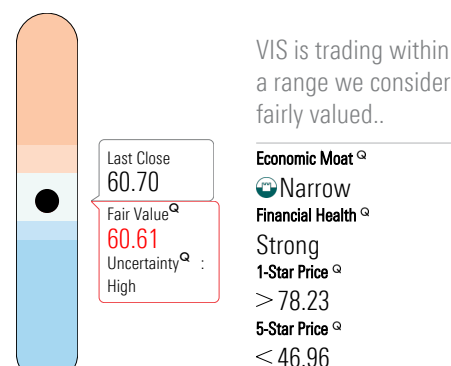 VIS is trading within
a range we consider
fairly valued..
Last Close
60.70
Fair Value Q
60.61
Uncertainty Q :
High
Economic Moat Q
Narrow
Financial Health Q
Strong
1-Star Price Q
>78.23
5-Star Price Q
<46.96